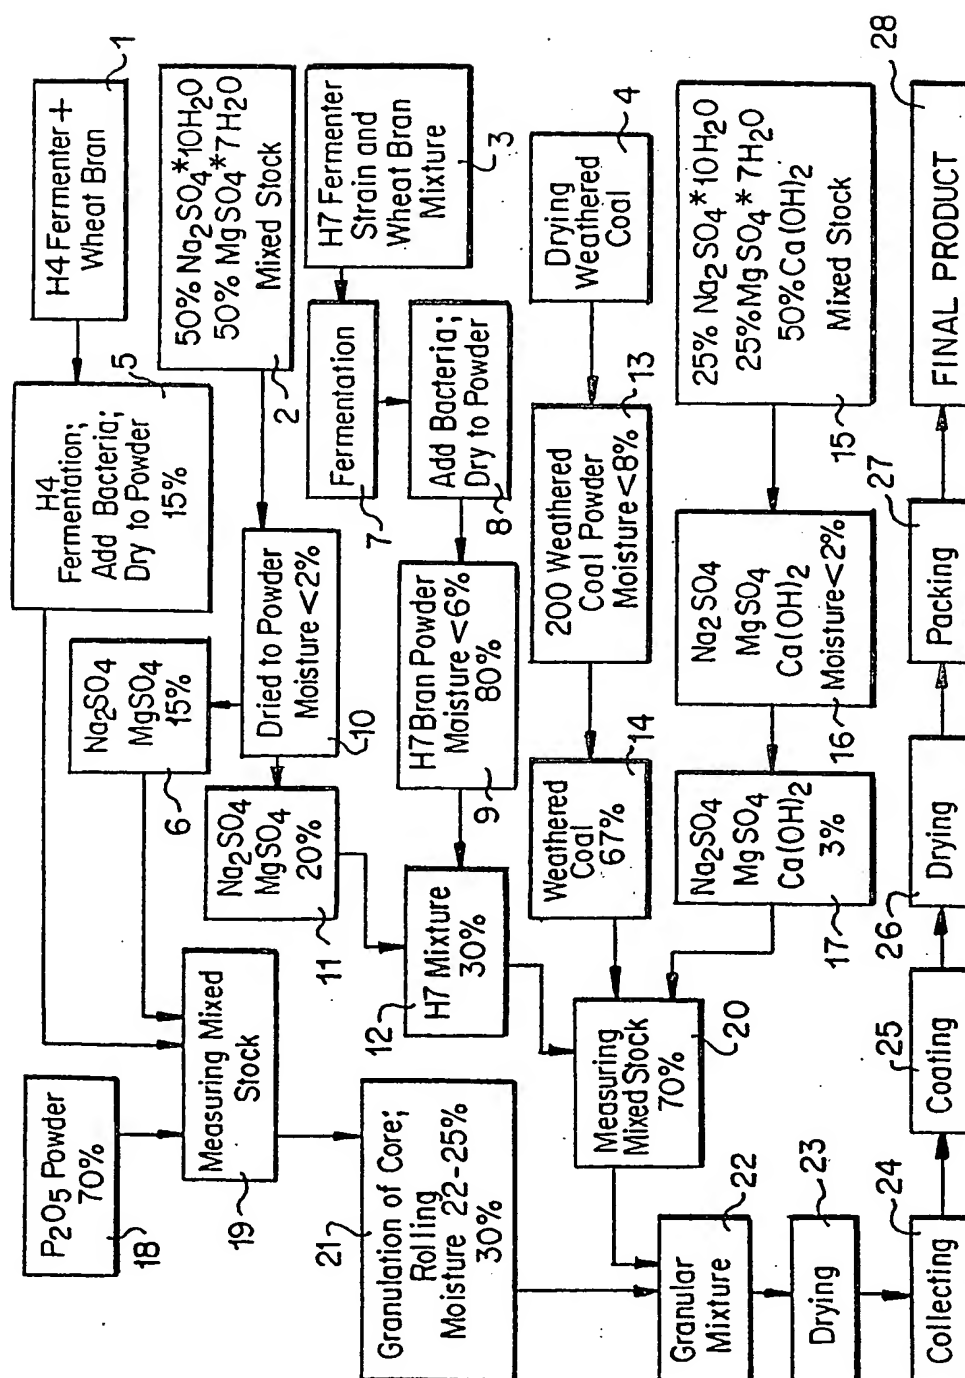 H4 Fermenter +
Wheat Bran
1
50% Na2SO4*10H2O
50% MgSO4*7H2O
Mixed Stock
2
H7 Fermenter
Strain and
Wheat Bran
Mixture
3
Drying
Weathered
Coal
4
25% Na2SO4*10H2O
25% MgSO4*7H2O
50% Ca(OH)2
Mixed Stock
15
H4
Fermentation;
Add Bacteria;
Dry to Powder
15%
5
Fermentation
7
Add Bacteria;
Dry to Powder
8
200 Weathered
Coal Powder
Moisture <8%
13
Na2SO4
MgSO4
15%
6
Dried to Powder
Moisture <2%
10
H7 Bran Powder
Moisture <6%
80%
9
Na2SO4
MgSO4
Ca(OH)2
Moisture <2%
16
Na2SO4
MgSO4
20%
11
H7 Mixture
30%
12
Weathered
Coal
67%
14
Na2SO4
MgSO4
Ca(OH)2
3%
17
P2O5 Powder
70%
18
Measuring Mixed
Stock
19
Measuring
Mixed Stock
70%
20
Granulation of Core;
Rolling
Moisture 22-25%
30%
21
Granular
Mixture
22
Drying
23
Collecting
24
Coating
25
Drying
26
Packing
27
FINAL PRODUCT
28